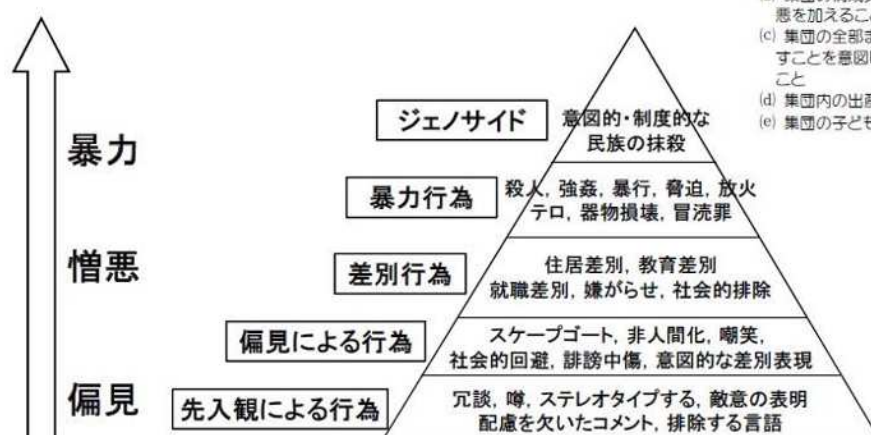 悪を加えるこ
(c) 集団の全部ま
すことを意図
こと
(d) 集団内の出産
(e) 集団の子ども
暴力
憎悪
偏見
ジェノサイド
意図的・制度的な
民族の抹殺
暴力行為
殺人, 強姦, 暴行, 脅迫, 放火
テロ, 器物損壊, 冒涜罪
差別行為
住居差別, 教育差別
就職差別, 嫌がらせ, 社会的排除
偏見による行為
スケープゴート, 非人間化, 嘲笑,
社会的回避, 誹謗中傷, 意図的な差別表現
先入観による行為
冗談, 噂, ステレオタイプする, 敵意の表明
配慮を欠いたコメント, 排除する言語